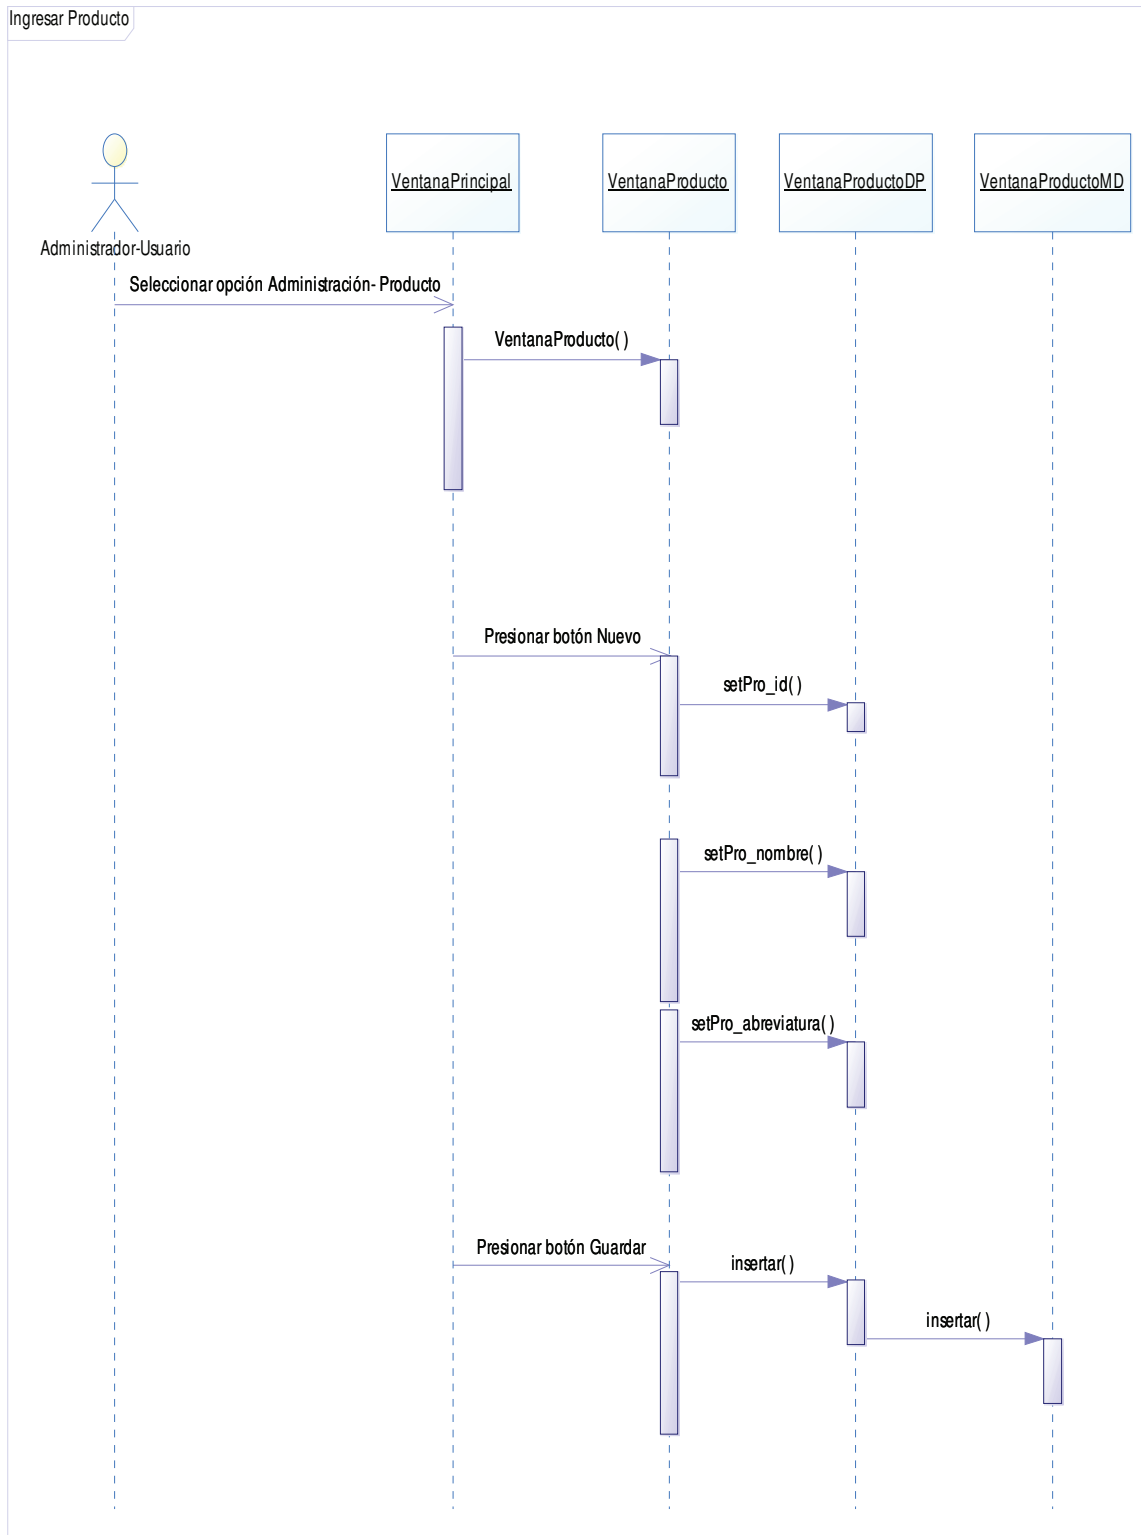 Ingresar Producto
VentanaPrincipal
VentanaProducto
VentanaProductoDP
VentanaProductoMD
Administrador-Usuario
Seleccionar opción Administración- Producto
VentanaProducto( )
Presionar botón Nuevo
setPro_id( )
setPro_nombre( )
setPro_abreviatura( )
Presionar botón Guardar
insertar( )
insertar( )